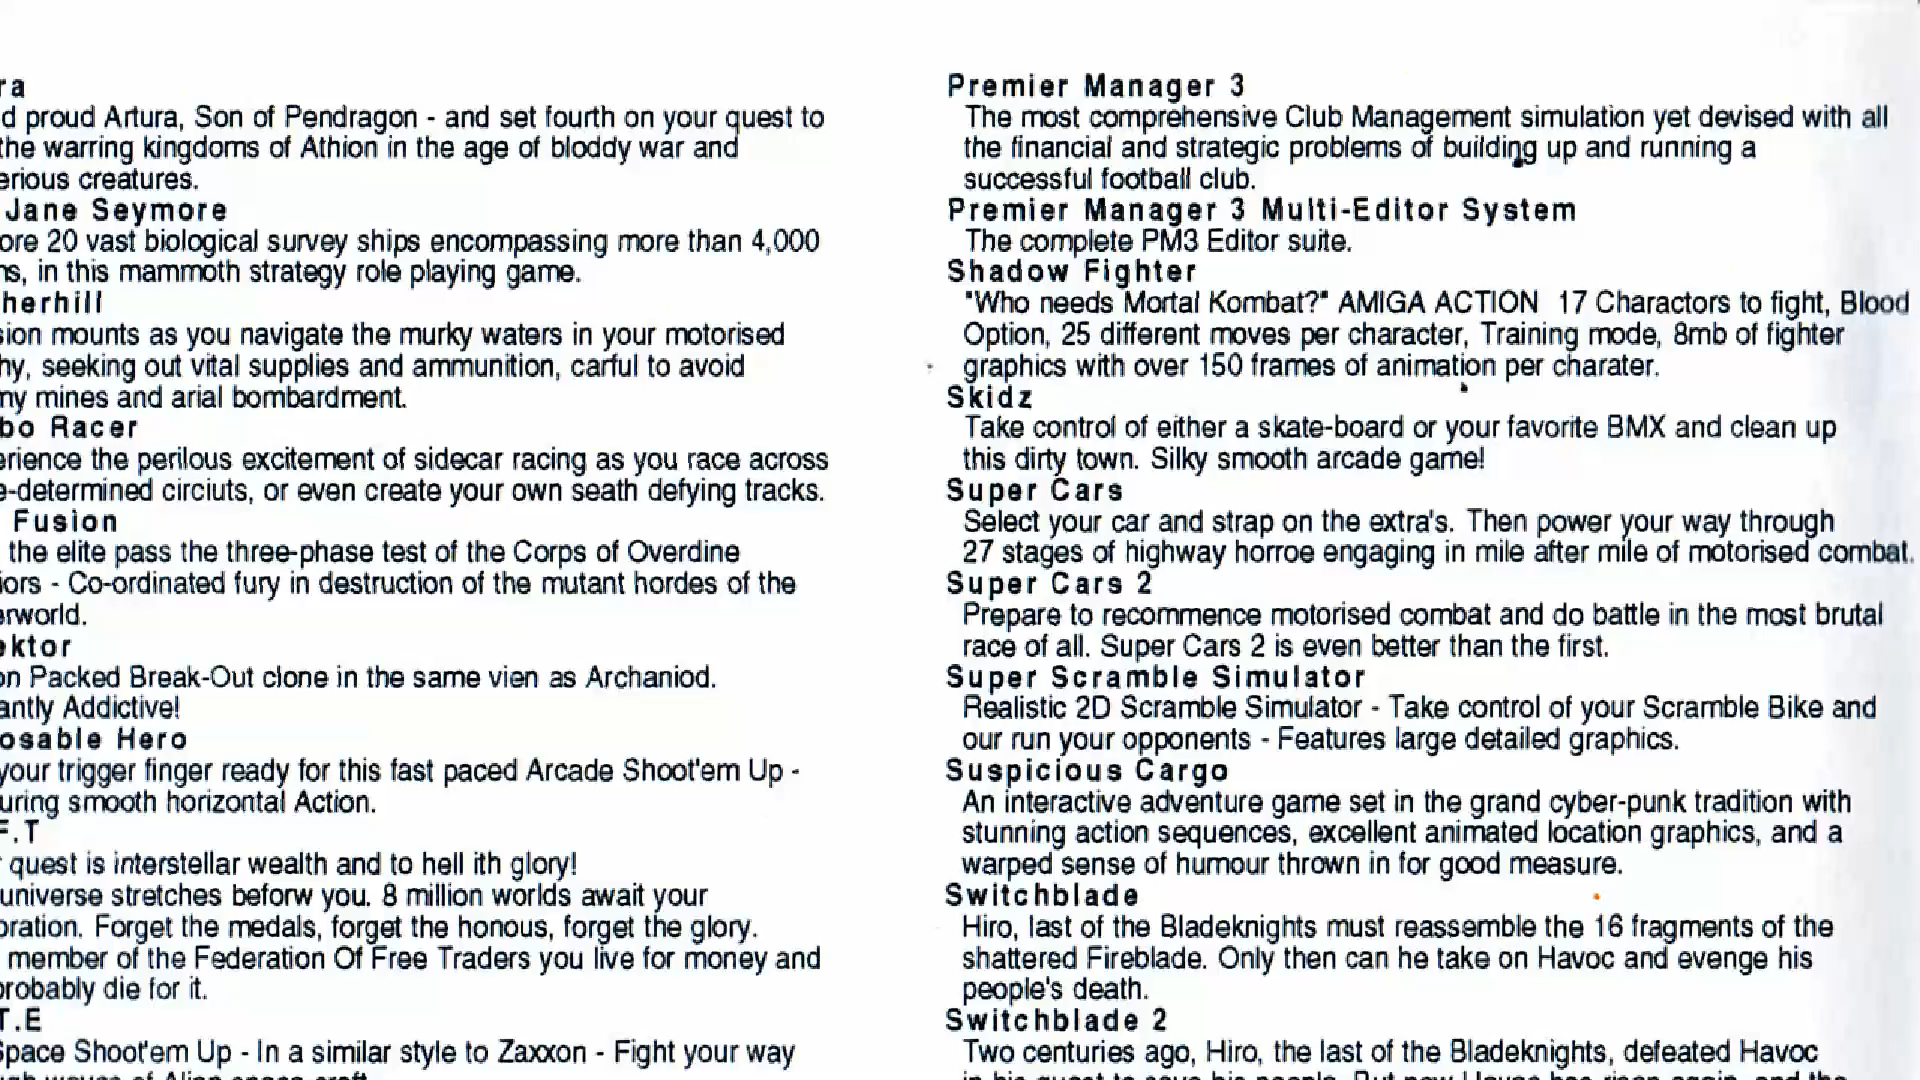 ra
d proud Artura, Son of Pendragon - and set fourth on your quest to
the warring kingdoms of Athion in the age of bloddy war and
erious creatures.
Jane Seymore
ore 20 vast biological survey ships encompassing more than 4,000
ns, in this mammoth strategy role playing game.
herhill
sion mounts as you navigate the murky waters in your motorised
hy, seeking out vital supplies and ammunition, carful to avoid
my mines and arial bombardment.
bo Racer
erience the perilous excitement of sidecar racing as you race across
e-determined circiuts, or even create your own seath defying tracks.
Fusion
the elite pass the three-phase test of the Corps of Overdine
iors - Co-ordinated fury in destruction of the mutant hordes of the
erworld.
ektor
on Packed Break-Out clone in the same vien as Archaniod.
antly Addictive!
osable Hero
your trigger finger ready for this fast paced Arcade Shoot'em Up -
uring smooth horizontal Action.
F.T
quest is interstellar wealth and to hell ith glory!
universe stretches beforw you. 8 million worlds await your
oration. Forget the medals, forget the honous, forget the glory.
member of the Federation Of Free Traders you live for money and
probably die for it.
T.E
Space Shoot'em Up - In a similar style to Zaxxon - Fight your way
Premier Manager 3
The most comprehensive Club Management simulation yet devised with all
the financial and strategic problems of building up and running a
successful football club.
Premier Manager 3 Multi-Editor System
The complete PM3 Editor suite.
Shadow Fighter
"Who needs Mortal Kombat?" AMIGA ACTION 17 Charactors to fight, Blood
Option, 25 different moves per character, Training mode, 8mb of fighter
graphics with over 150 frames of animation per charater.
Skidz
Take control of either a skate-board or your favorite BMX and clean up
this dirty town. Silky smooth arcade game!
Super Cars
Select your car and strap on the extra's. Then power your way through
27 stages of highway horroe engaging in mile after mile of motorised combat.
Super Cars 2
Prepare to recommence motorised combat and do battle in the most brutal
race of all. Super Cars 2 is even better than the first.
Super Scramble Simulator
Realistic 2D Scramble Simulator - Take control of your Scramble Bike and
our run your opponents - Features large detailed graphics.
Suspicious Cargo
An interactive adventure game set in the grand cyber-punk tradition with
stunning action sequences, excellent animated location graphics, and a
warped sense of humour thrown in for good measure.
Switchblade
Hiro, last of the Bladeknights must reassemble the 16 fragments of the
shattered Fireblade. Only then can he take on Havoc and evenge his
people's death.
Switchblade 2
Two centuries ago, Hiro, the last of the Bladeknights, defeated Havoc